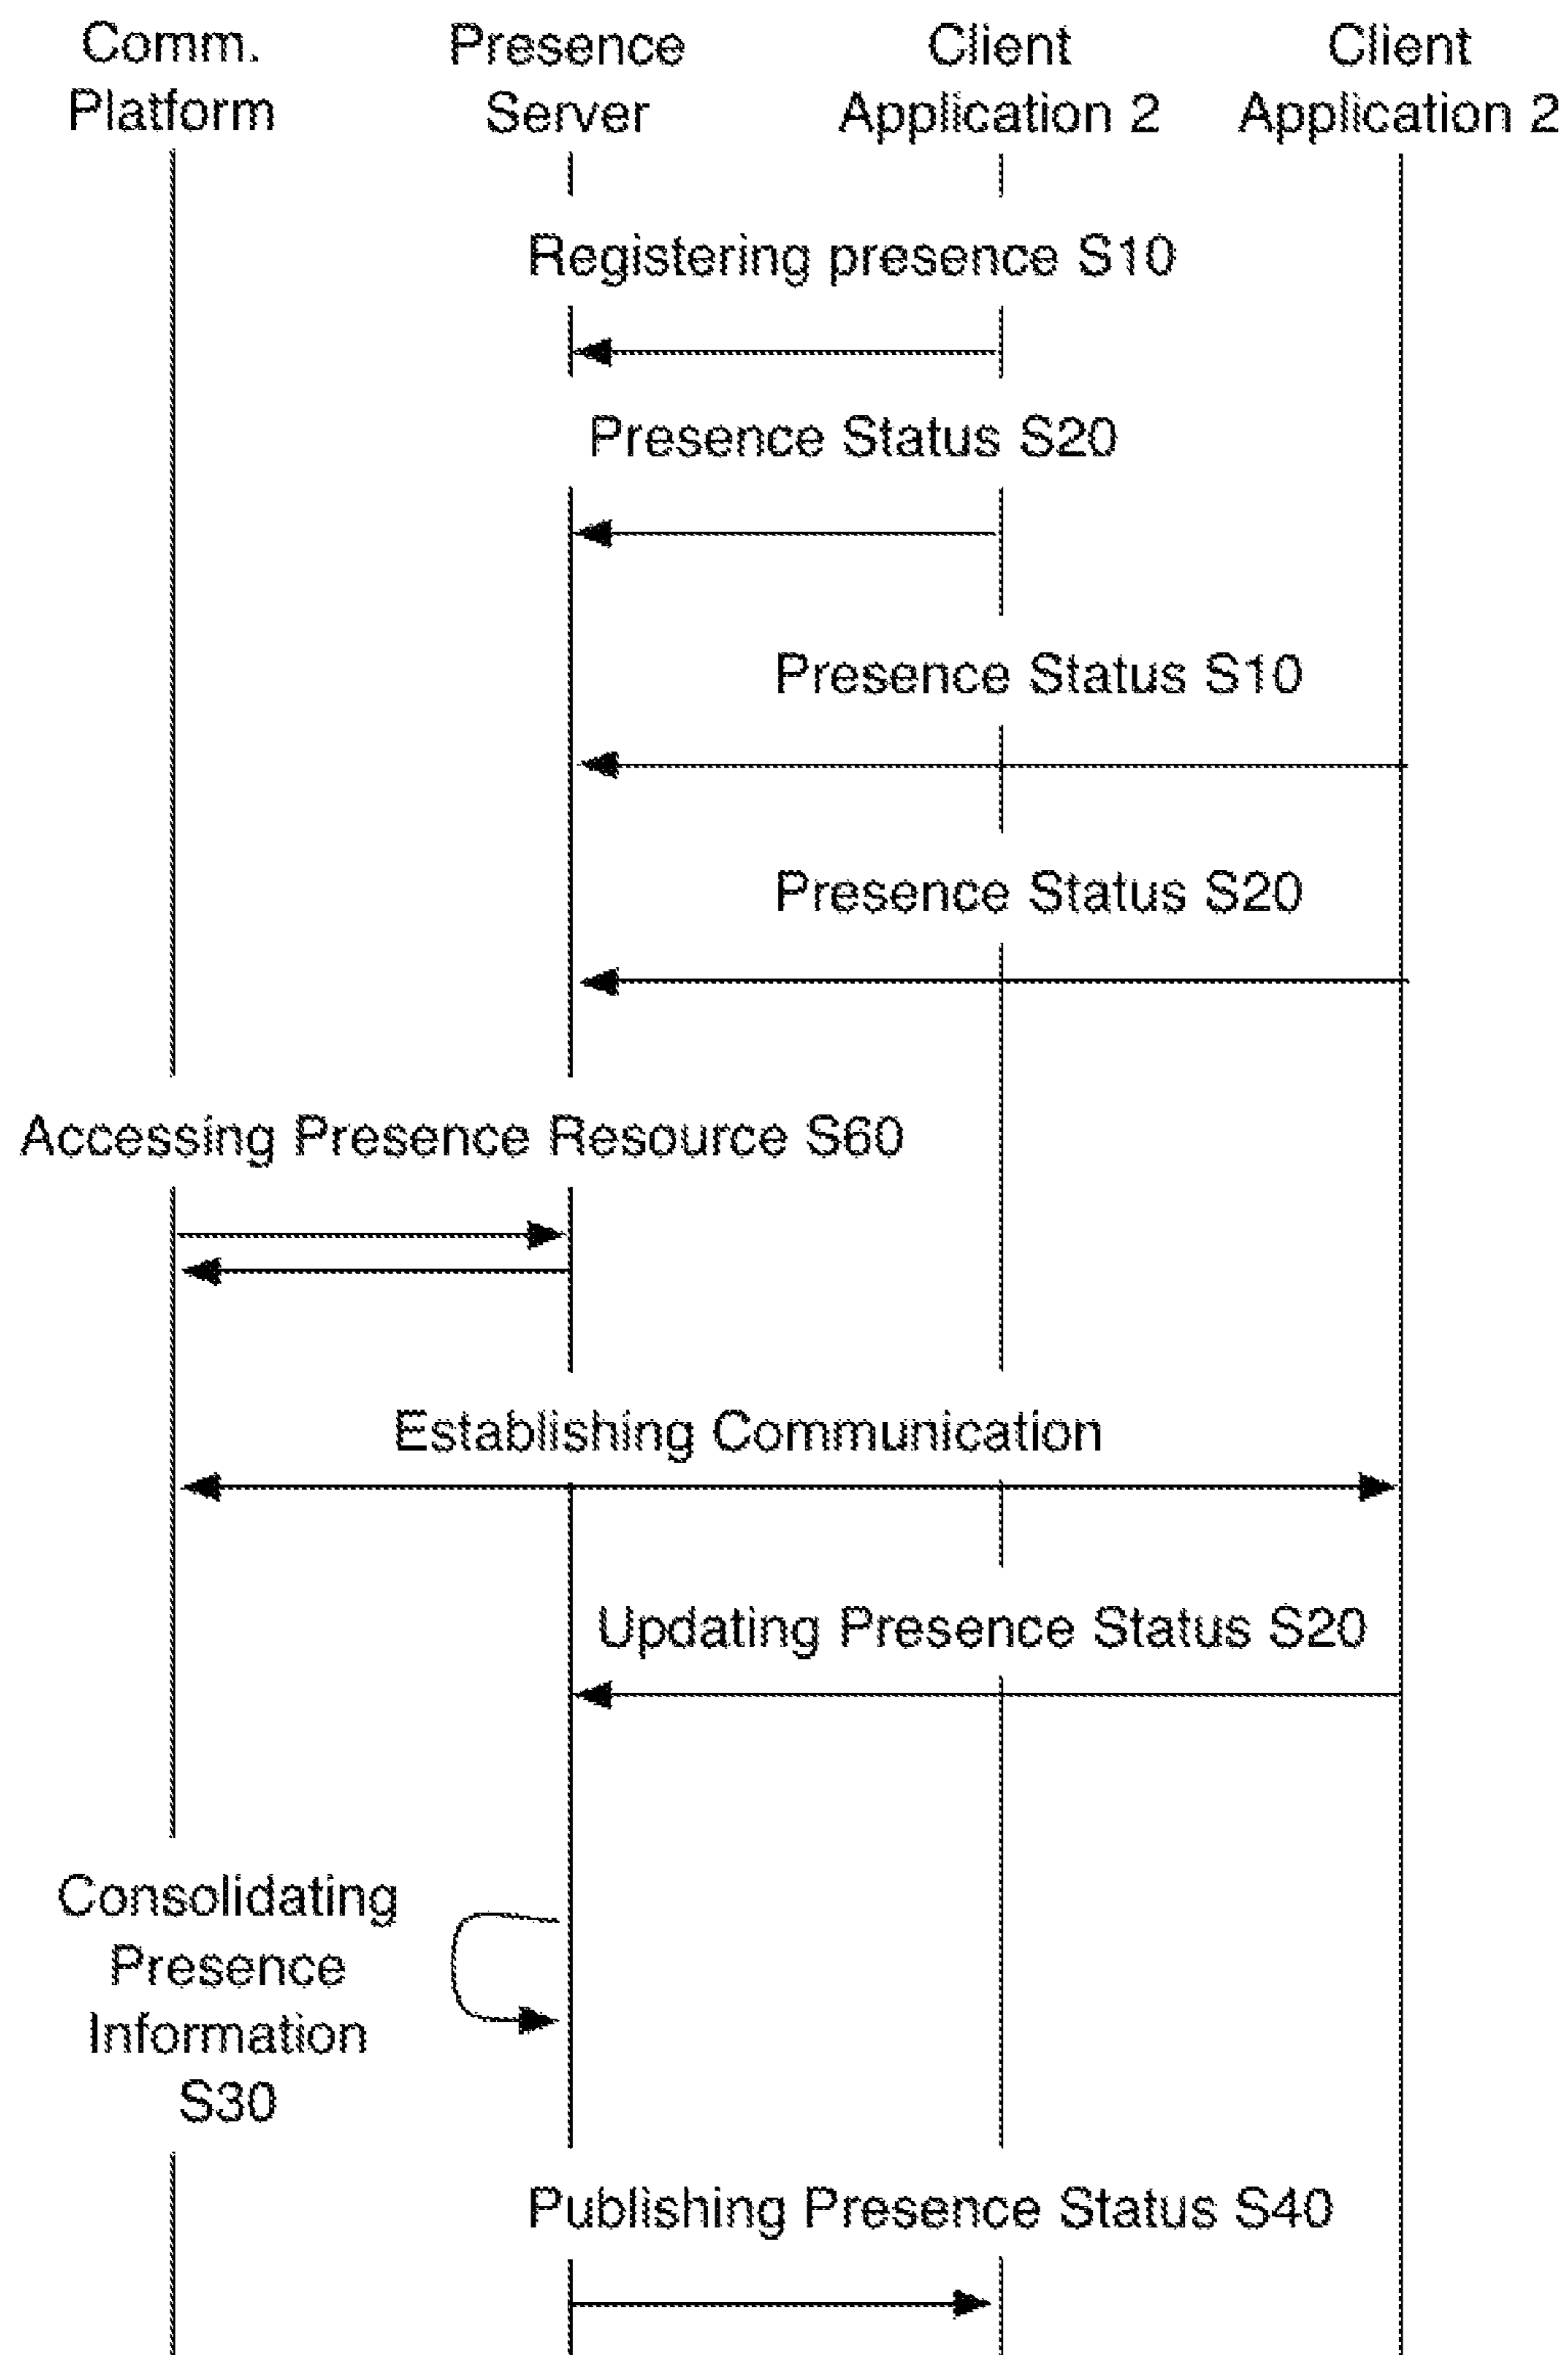 Comm.
Platform
Presence
Server
Client
Application 2
Client
Application 2
Registering presence S10
Presence Status S20
Presence Status S10
Presence Status S20
Accessing Presence Resource S60
Establishing Communication
Updating Presence Status S20
Consolidating
Presence
Information
S30
Publishing Presence Status S40